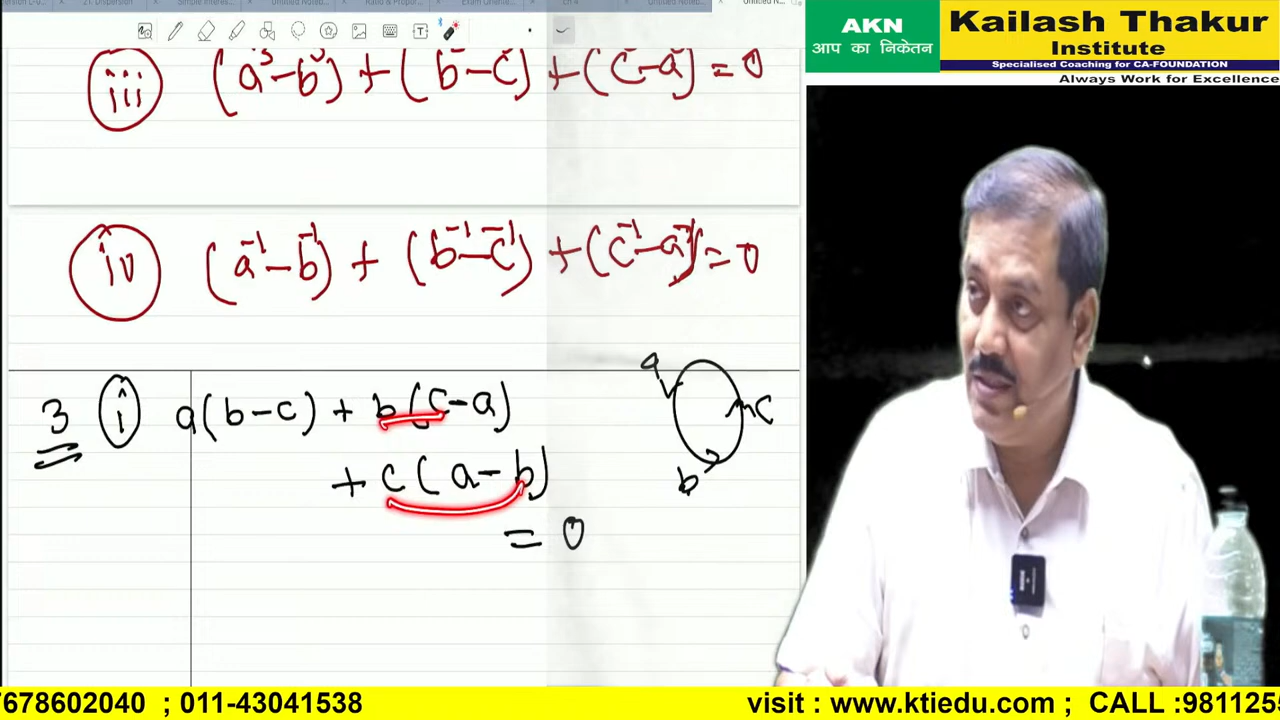 AKN
आप का निकेतन
Kailash Thakur
Institute
Specialised Coaching for CA-FOUNDATION
Always Work for Excellence
iii (a³-b³) + (b³-c³) + (c³-a³) = 0
iv (a⁻¹-b⁻¹) + (b⁻¹-c⁻¹) + (c⁻¹-a⁻¹) = 0
3 i a(b-c) + b(c-a)
+ c(a-b)
= 0
a
c
b
7678602040 ; 011-43041538
visit : www.ktiedu.com ; CALL :981125